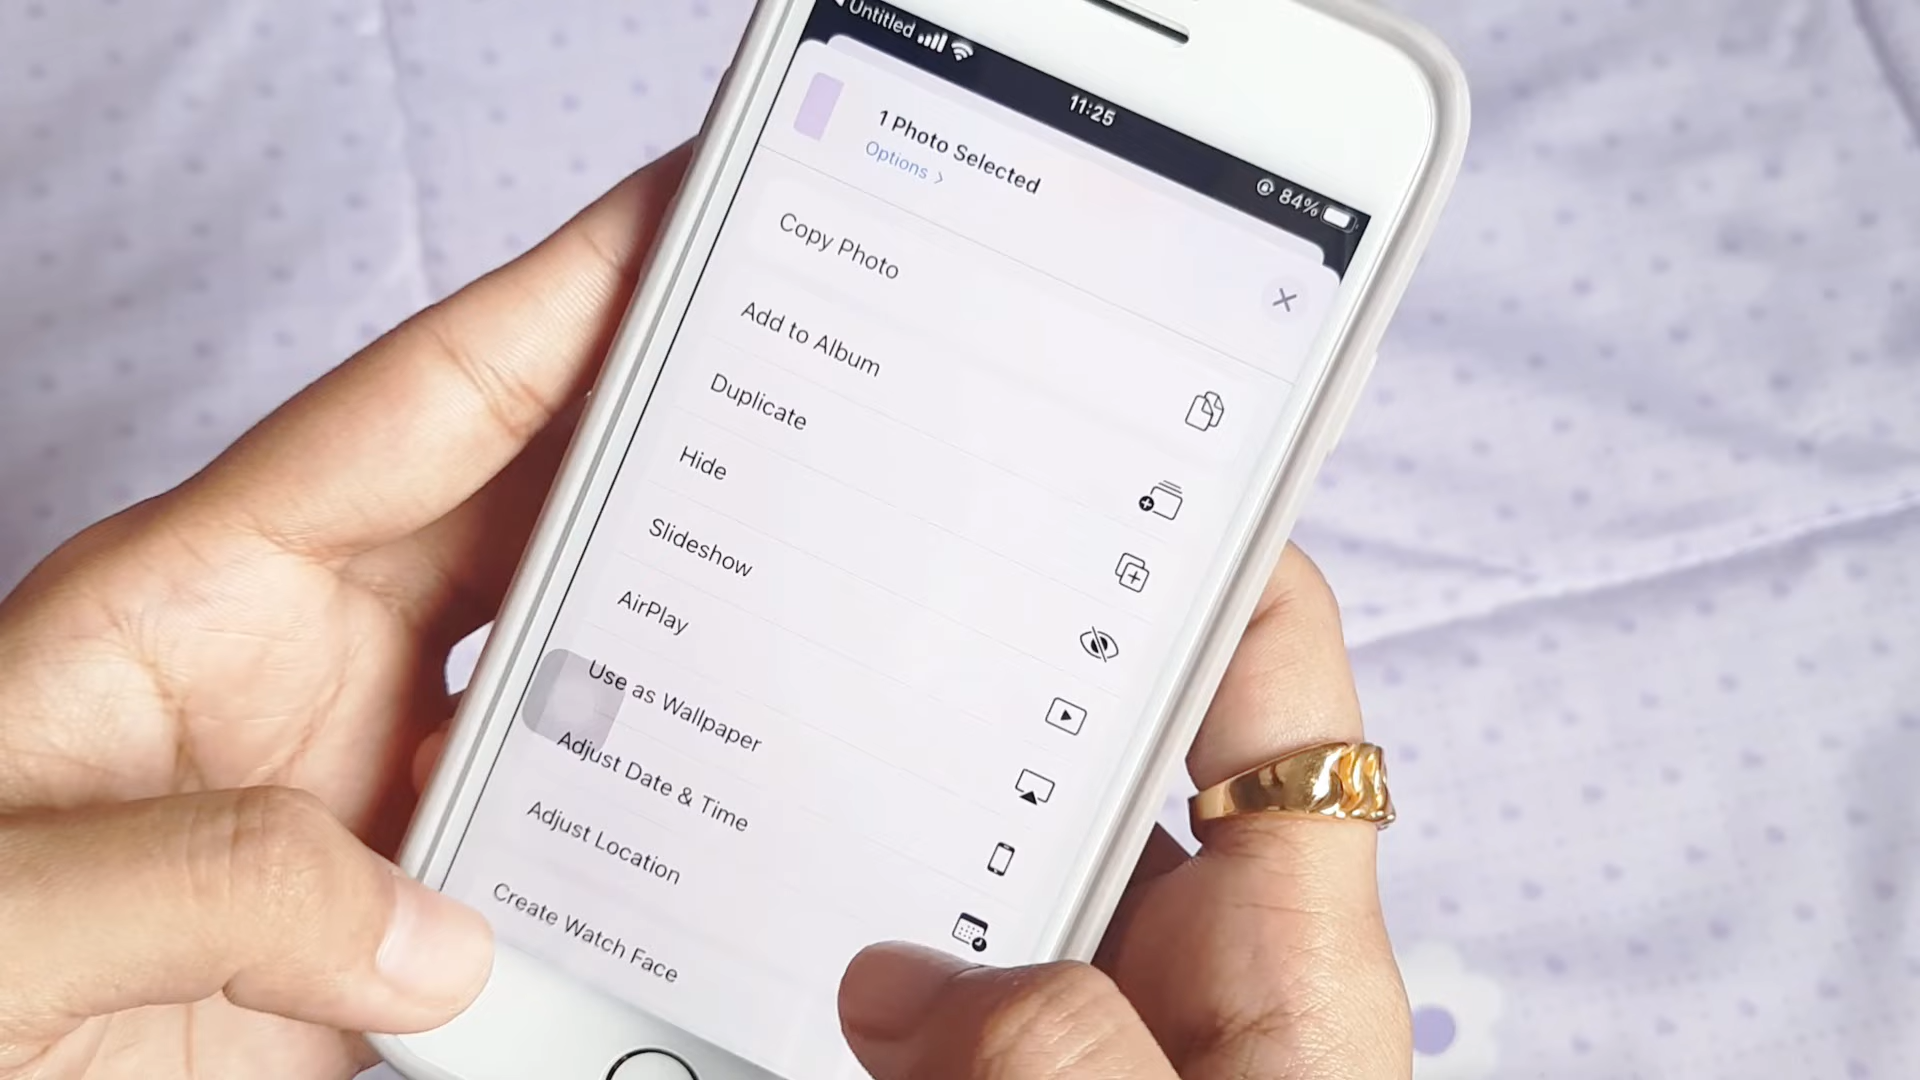 Untitled
11:25
84%
1 Photo Selected
Options >
Copy Photo
Add to Album
Duplicate
Hide
Slideshow
AirPlay
Use as Wallpaper
Adjust Date & Time
Adjust Location
Create Watch Face